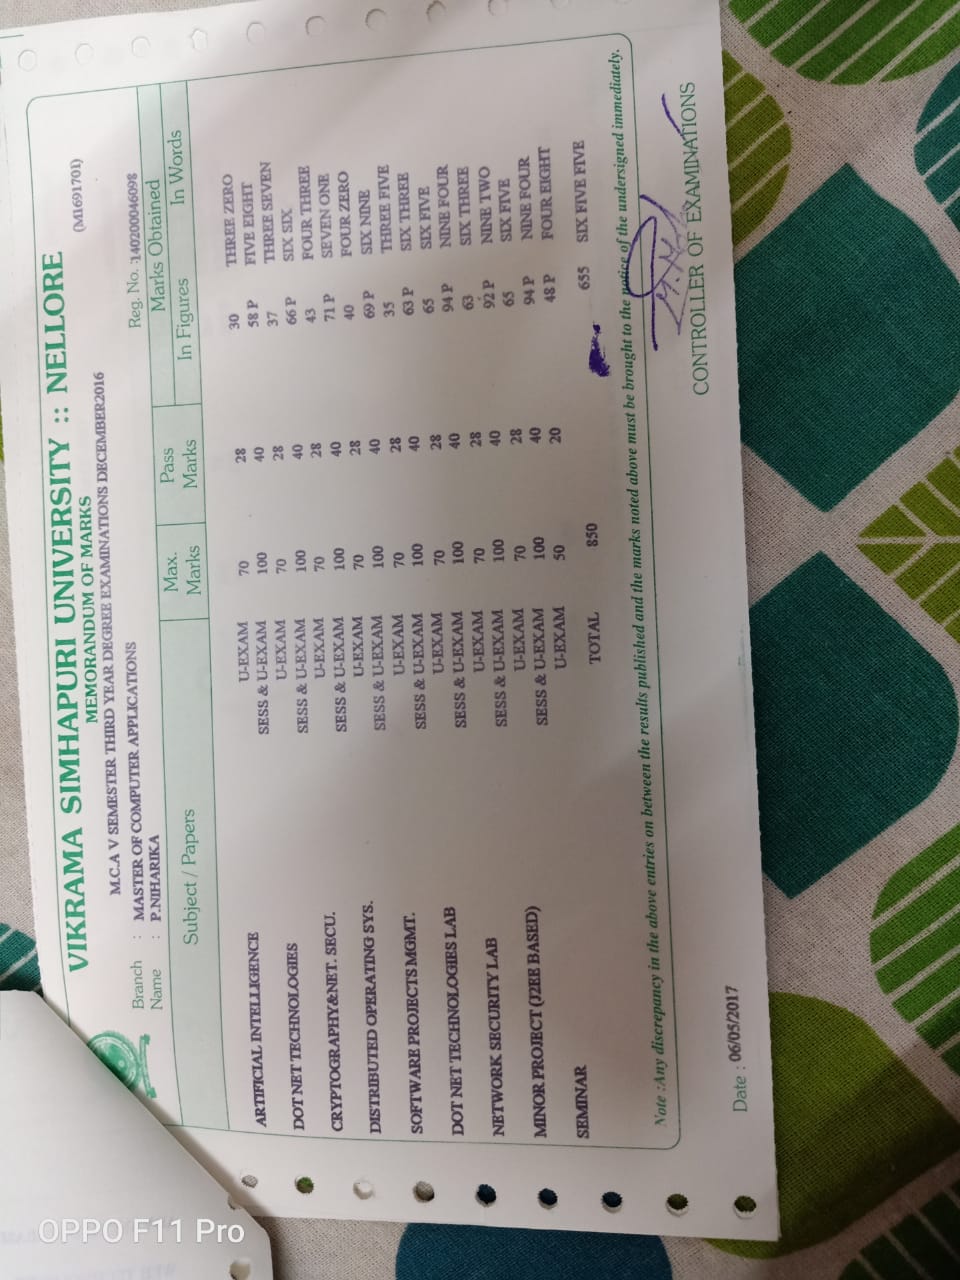 OPPO F11 Pro
VIKRAMA SIMHAPURI UNIVERSITY :: NELLORE
MEMORANDUM OF MARKS
(M1691701)
M.C.A V SEMESTER THIRD YEAR DEGREE EXAMINATIONS DECEMBER2016
Branch : MASTER OF COMPUTER APPLICATIONS
Reg. No. :140200046098
Name : P.NIHARIKA
Subject / Papers Max. Marks Pass Marks Marks Obtained
In Figures In Words
ARTIFICIAL INTELLIGENCE U-EXAM 70 28 30 THREE ZERO
SESS & U-EXAM 100 40 58 P FIVE EIGHT
DOT NET TECHNOLOGIES U-EXAM 70 28 37 THREE SEVEN
SESS & U-EXAM 100 40 66 P SIX SIX
CRYPTOGRAPHY&NET. SECU. U-EXAM 70 28 43 FOUR THREE
SESS & U-EXAM 100 40 71 P SEVEN ONE
DISTRIBUTED OPERATING SYS. U-EXAM 70 28 40 FOUR ZERO
SESS & U-EXAM 100 40 69 P SIX NINE
SOFTWARE PROJECTS MGMT. U-EXAM 70 28 35 THREE FIVE
SESS & U-EXAM 100 40 63 P SIX THREE
DOT NET TECHNOLOGIES LAB U-EXAM 70 28 65 SIX FIVE
SESS & U-EXAM 100 40 94 P NINE FOUR
NETWORK SECURITY LAB U-EXAM 70 28 63 SIX THREE
SESS & U-EXAM 100 40 92 P NINE TWO
MINOR PROJECT (J2EE BASED) U-EXAM 70 28 65 SIX FIVE
SESS & U-EXAM 100 40 94 P NINE FOUR
SEMINAR U-EXAM 50 20 48 P FOUR EIGHT
TOTAL 850 655 SIX FIVE FIVE
Note :Any discrepancy in the above entries on between the results published and the marks noted above must be brought to the notice of the undersigned immediately.
CONTROLLER OF EXAMINATIONS
Date : 06/05/2017